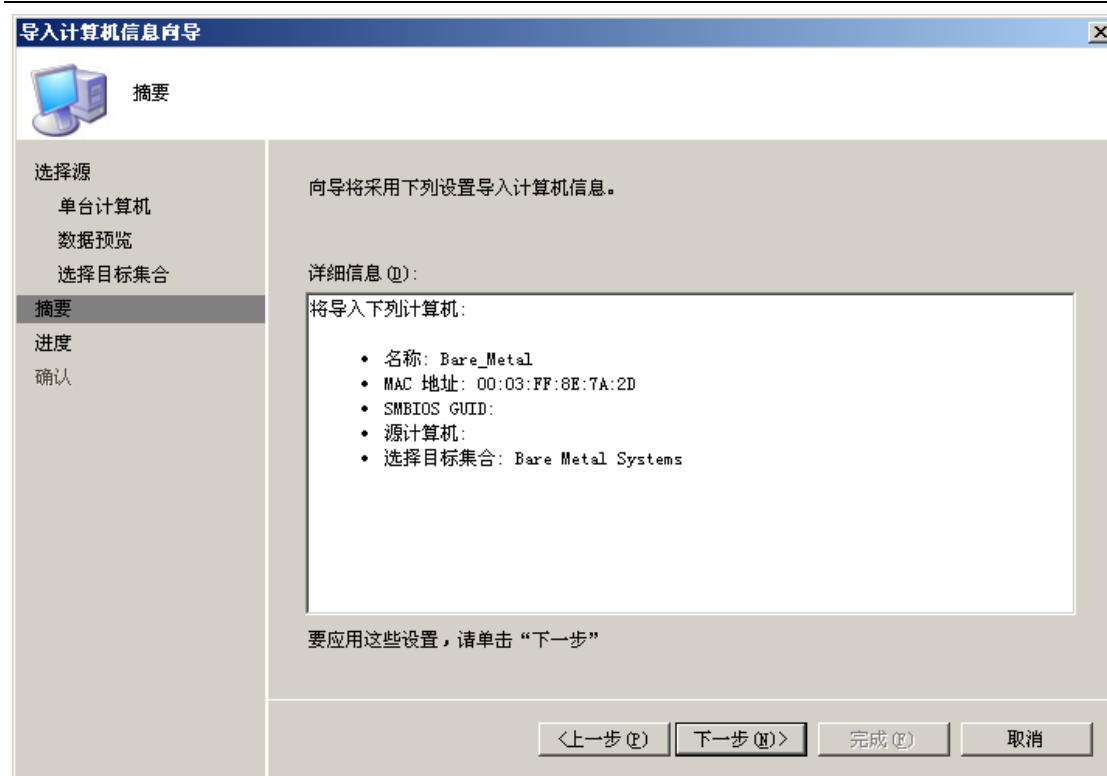 导入计算机信息向导
摘要
选择源
单台计算机
数据预览
选择目标集合
摘要
进度
确认
向导将采用下列设置导入计算机信息。
详细信息(D):
将导入下列计算机:
• 名称: Bare_Metal
• MAC 地址: 00:03:FF:8E:7A:2D
• SMBIOS GUID:
• 源计算机:
• 选择目标集合: Bare Metal Systems
要应用这些设置，请单击“下一步”
<上一步(P)
下一步(N)>
完成(F)
取消